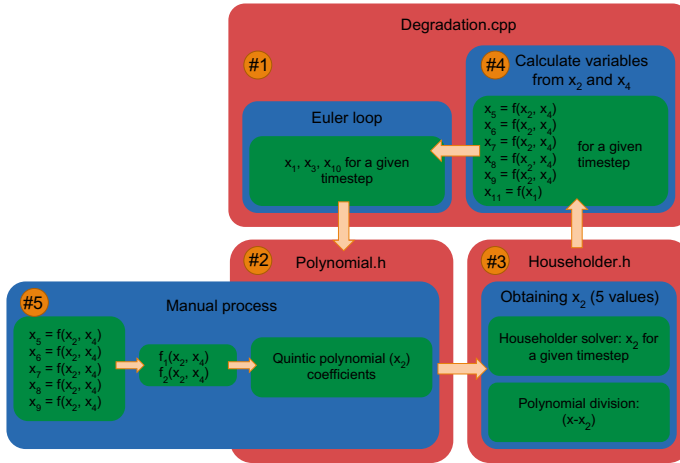 Degradation.cpp
#1
Euler loop
x₁, x₃, x₁₀ for a given
timestep
#4
Calculate variables
from x₂ and x₄
x₅ = f(x₂, x₄)
x₆ = f(x₂, x₄)
x₇ = f(x₂, x₄)
x₈ = f(x₂, x₄)
x₉ = f(x₂, x₄)
x₁₁ = f(x₁)
for a given
timestep
#2
Polynomial.h
#3
Householder.h
#5
Manual process
x₅ = f(x₂, x₄)
x₆ = f(x₂, x₄)
x₇ = f(x₂, x₄)
x₈ = f(x₂, x₄)
x₉ = f(x₂, x₄)
f₁(x₂, x₄)
f₂(x₂, x₄)
Quintic polynomial (x₂)
coefficients
Obtaining x₂ (5 values)
Householder solver: x₂ for
a given timestep
Polynomial division:
(x-x₂)